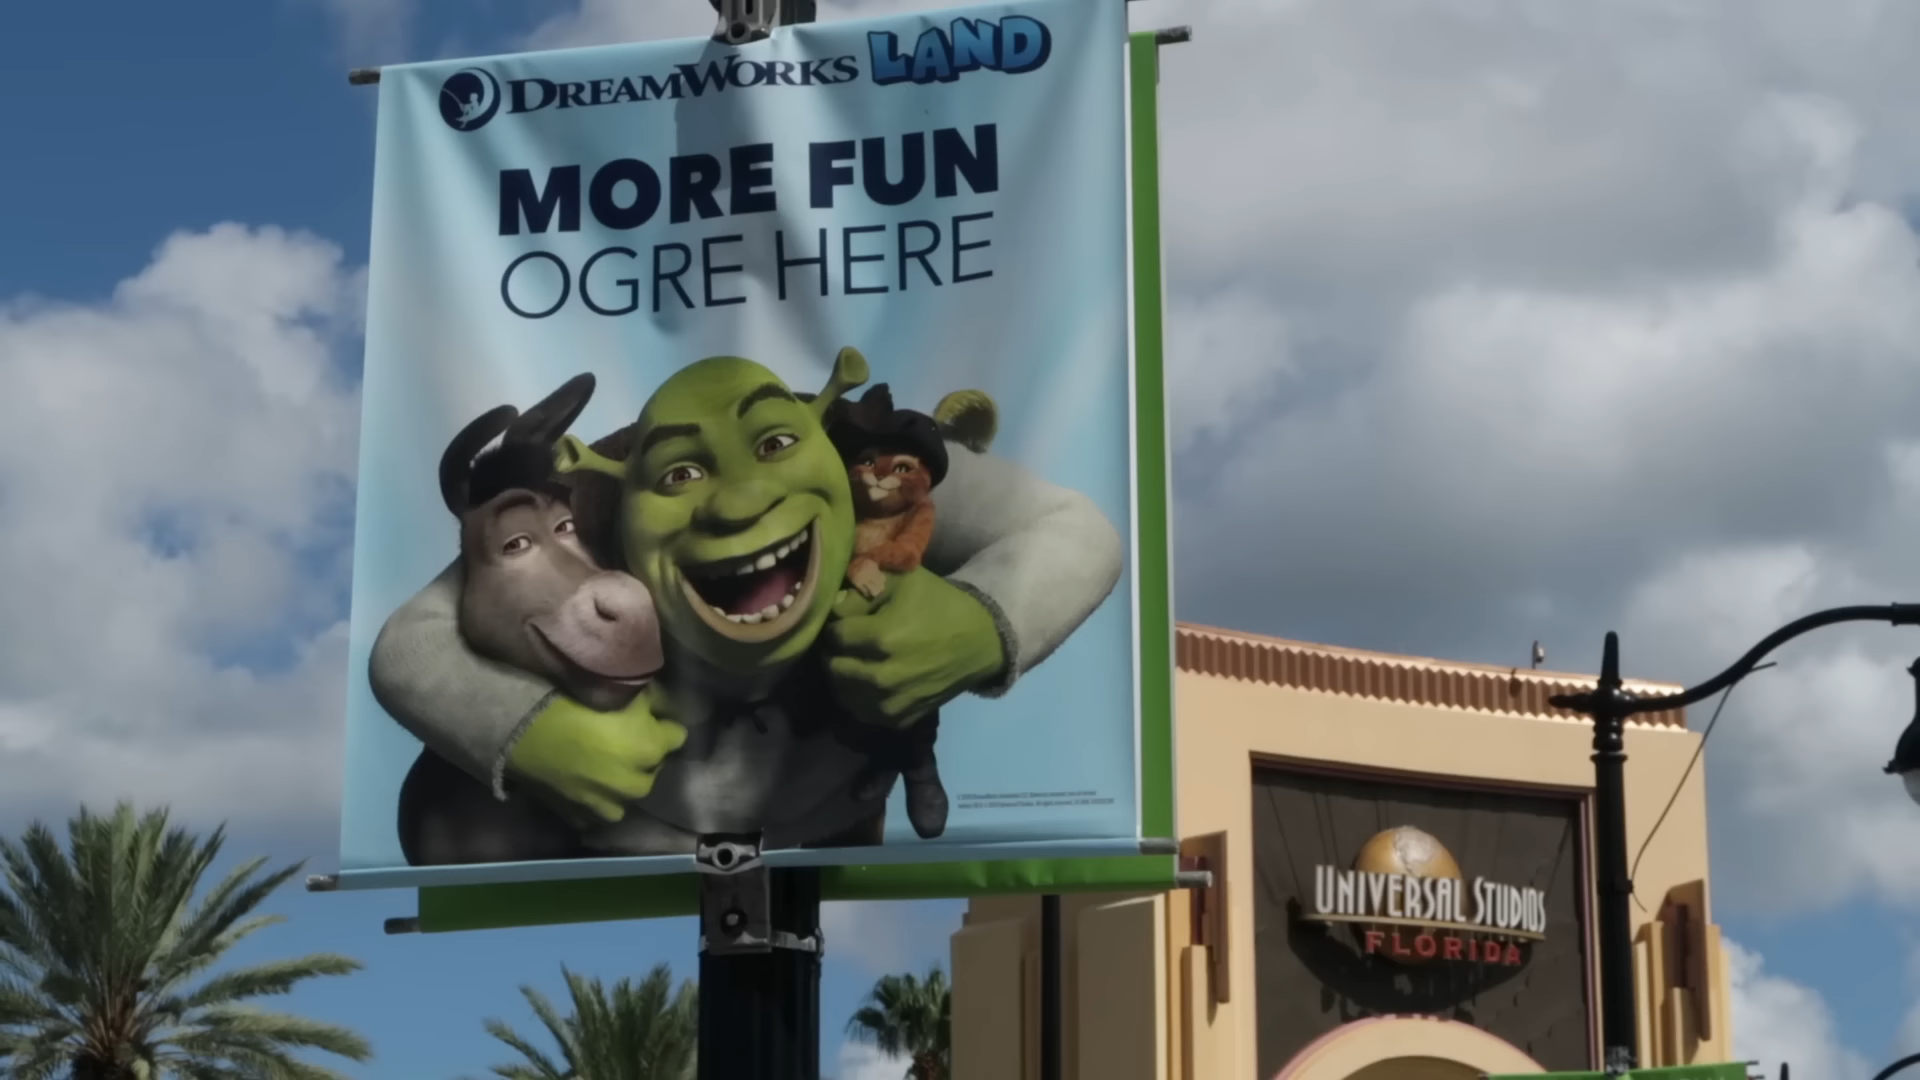 DREAMWORKS LAND
MORE FUN
OGRE HERE
UNIVERSAL STUDIOS
FLORIDA